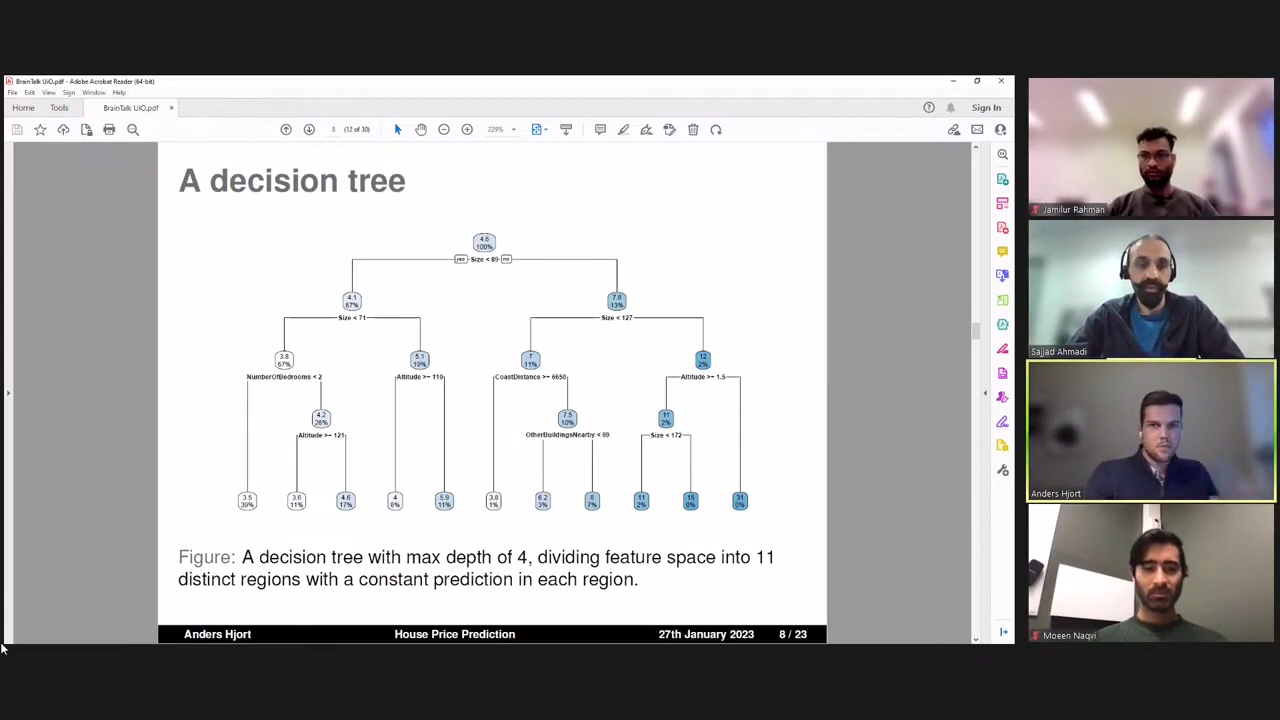 BrainTalk UiO.pdf - Adobe Acrobat Reader (64-bit)
File Edit View Sign Window Help
Home Tools BrainTalk UiO.pdf × Sign In
8 (12 of 30) 229%
A decision tree
4.6
100%
yes Size < 89 no
4.1
87%
7.8
13%
Size < 71
Size < 127
3.8
67%
5.1
19%
7
11%
12
2%
NumberOfBedrooms < 2
Altitude >= 110
CoastDistance >= 6650
Altitude >= 1.5
4.2
28%
7.5
10%
11
2%
Altitude >= 121
OtherBuildingsNearby < 69
Size < 172
3.5
39%
3.6
11%
4.6
17%
4
8%
5.9
11%
3.8
1%
6.2
3%
8
7%
11
2%
15
0%
31
0%
Figure: A decision tree with max depth of 4, dividing feature space into 11
distinct regions with a constant prediction in each region.
Anders Hjort House Price Prediction 27th January 2023 8 / 23
Jamilur Rahman
Sajjad Ahmadi
Anders Hjort
Moeen Naqvi